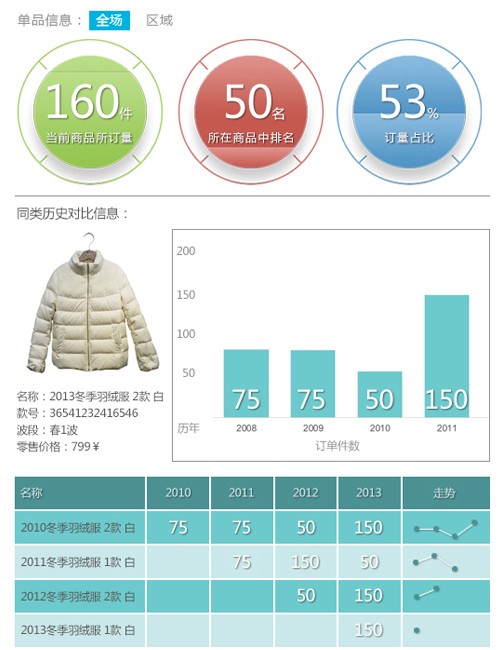 单品信息： 全场 区域
160件 50名 53%
当前商品所订量 所在商品中排名 订量占比
同类历史对比信息：
200
150
100
50
75 75 50 150
历年 2008 2009 2010 2011
订单件数
名称：2013冬季羽绒服 2款 白
款号：36541232416546
波段：春1波
零售价格：799￥
名称 2010 2011 2012 2013 走势
2010冬季羽绒服 2款 白 75 75 50 150
2011冬季羽绒服 1款 白 75 150 50
2012冬季羽绒服 2款 白 50 150
2013冬季羽绒服 1款 白 150